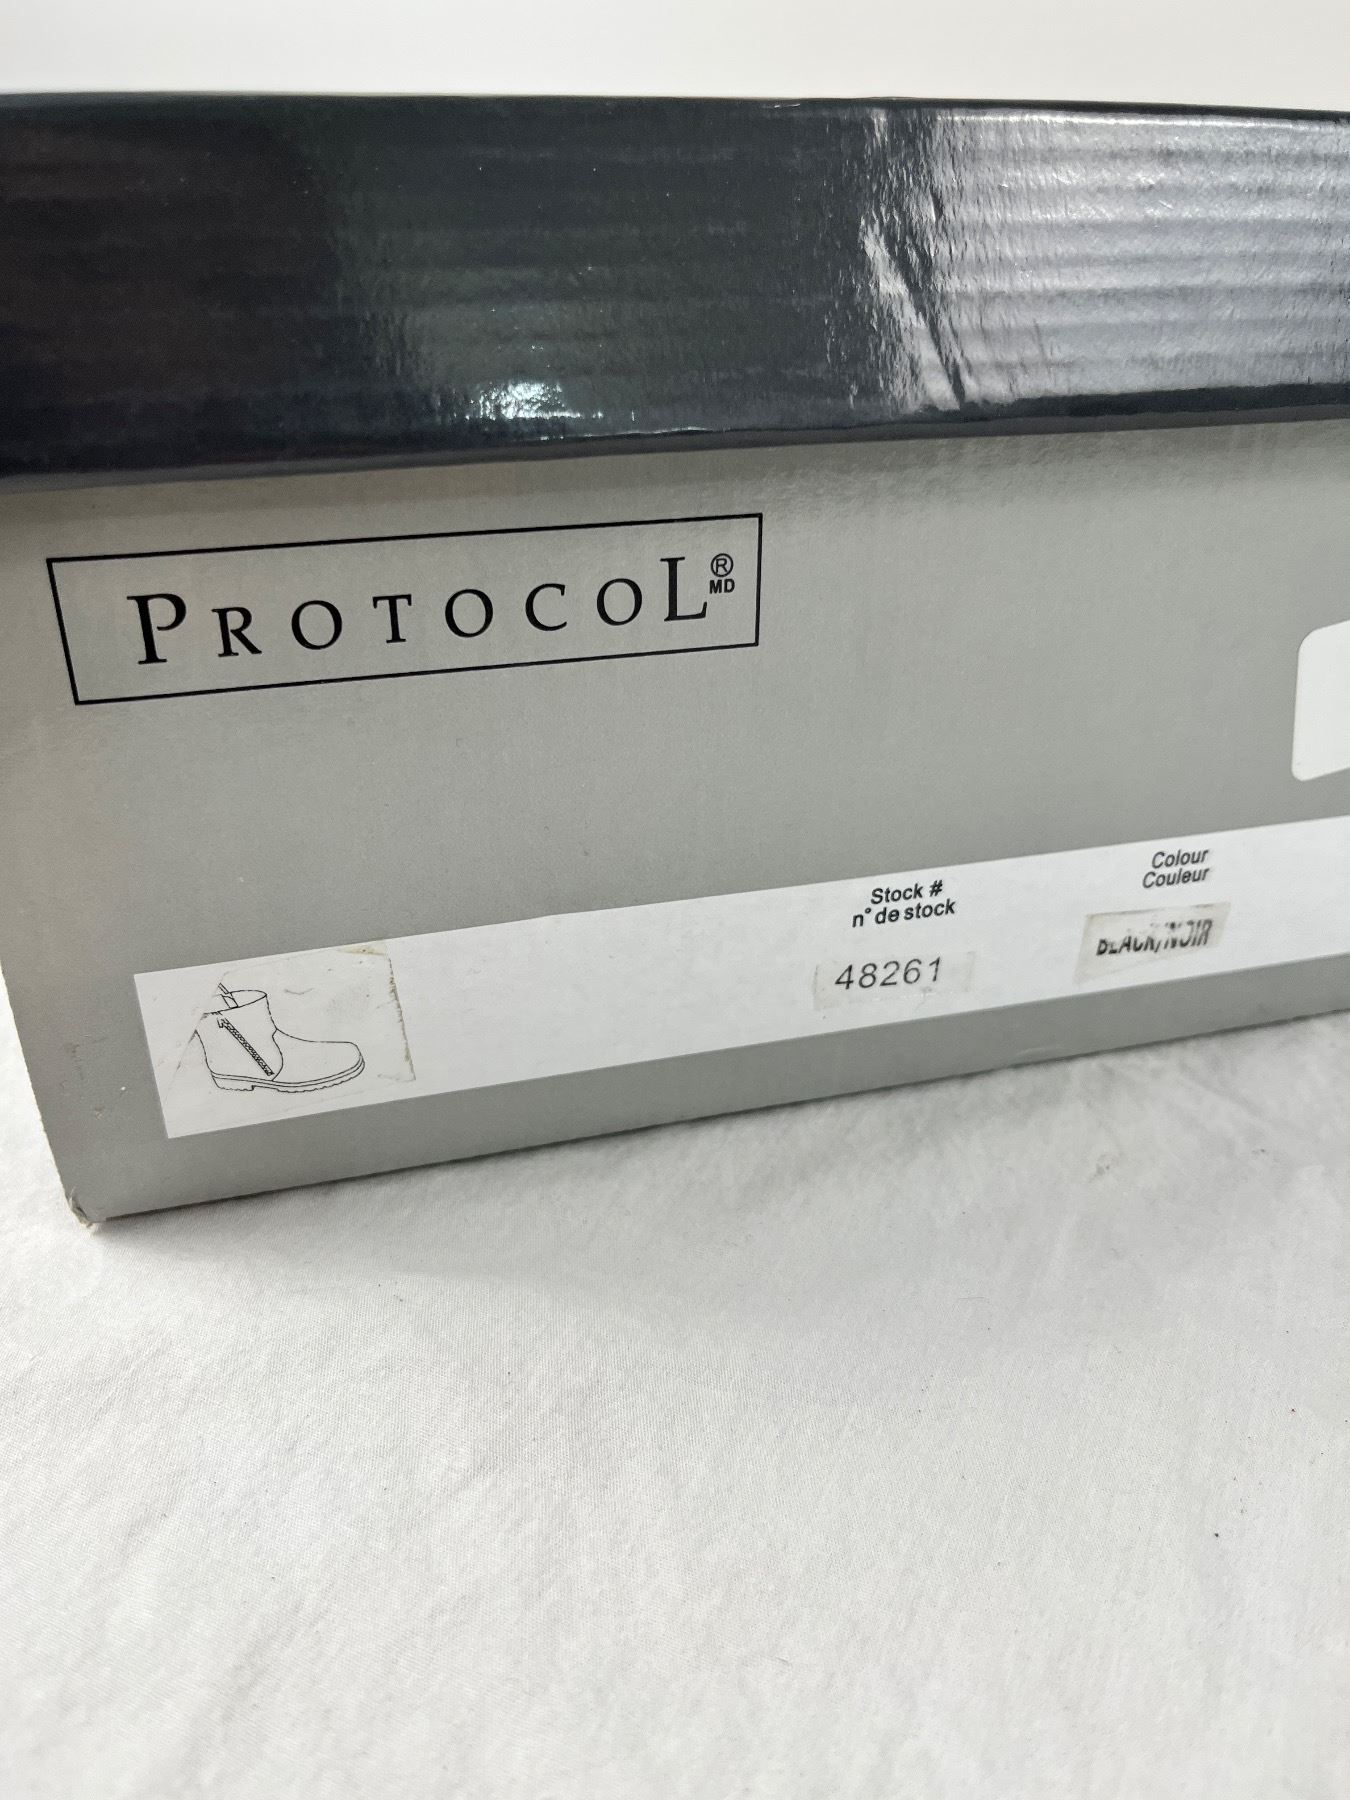 PROTOCOL® MD
Stock #
n° de stock
48261
Colour
Couleur
BLACK/NOIR